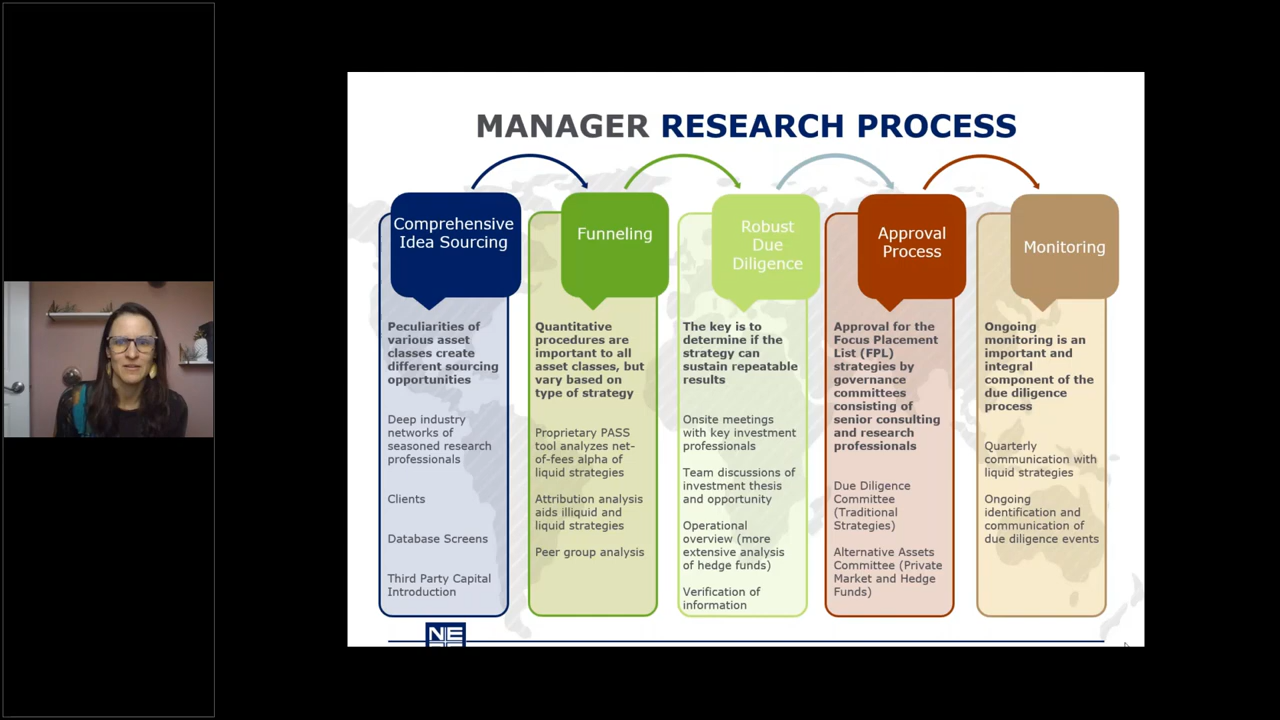 MANAGER RESEARCH PROCESS
Comprehensive
Idea Sourcing
Peculiarities of
various asset
classes create
different sourcing
opportunities
Deep industry
networks of
seasoned research
professionals
Clients
Database Screens
Third Party Capital
Introduction
Funneling
Quantitative
procedures are
important to all
asset classes, but
vary based on
type of strategy
Proprietary PASS
tool analyzes net-
of-fees alpha of
liquid strategies
Attribution analysis
aids illiquid and
liquid strategies
Peer group analysis
Robust
Due
Diligence
The key is to
determine if the
strategy can
sustain repeatable
results
Onsite meetings
with key investment
professionals
Team discussions of
investment thesis
and opportunity
Operational
overview (more
extensive analysis
of hedge funds)
Verification of
information
Approval
Process
Approval for the
Focus Placement
List (FPL)
strategies by
governance
committees
consisting of
senior consulting
and research
professionals
Due Diligence
Committee
(Traditional
Strategies)
Alternative Assets
Committee (Private
Market and Hedge
Funds)
Monitoring
Ongoing
monitoring is an
important and
integral
component of the
due diligence
process
Quarterly
communication with
liquid strategies
Ongoing
identification and
communication of
due diligence events
NE